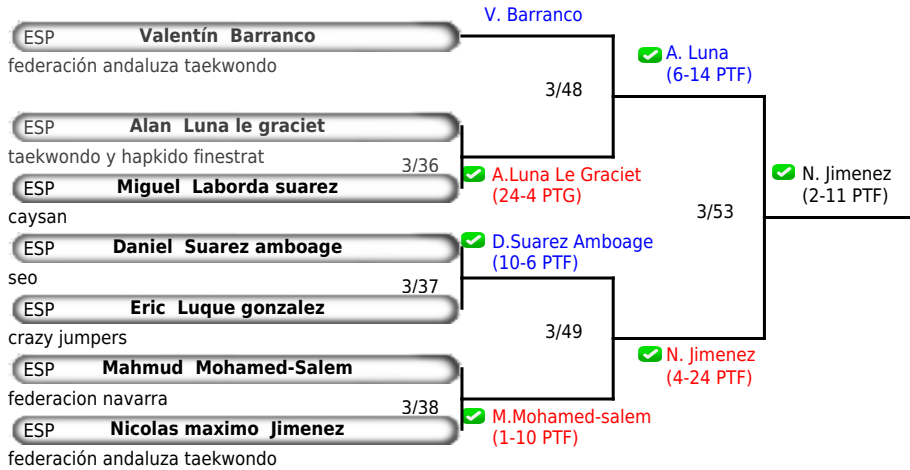 V. Barranco
ESP Valentín Barranco
federación andaluza taekwondo
A. Luna
(6-14 PTF)
3/48
ESP Alan Luna le graciet
taekwondo y hapkido finestrat
3/36
A.Luna Le Graciet
(24-4 PTG)
ESP Miguel Laborda suarez
caysan
N. Jimenez
(2-11 PTF)
3/53
ESP Daniel Suarez amboage
seo
D.Suarez Amboage
(10-6 PTF)
3/37
ESP Eric Luque gonzalez
crazy jumpers
3/49
ESP Mahmud Mohamed-Salem
federacion navarra
N. Jimenez
(4-24 PTF)
3/38
M.Mohamed-salem
(1-10 PTF)
ESP Nicolas maximo Jimenez
federación andaluza taekwondo